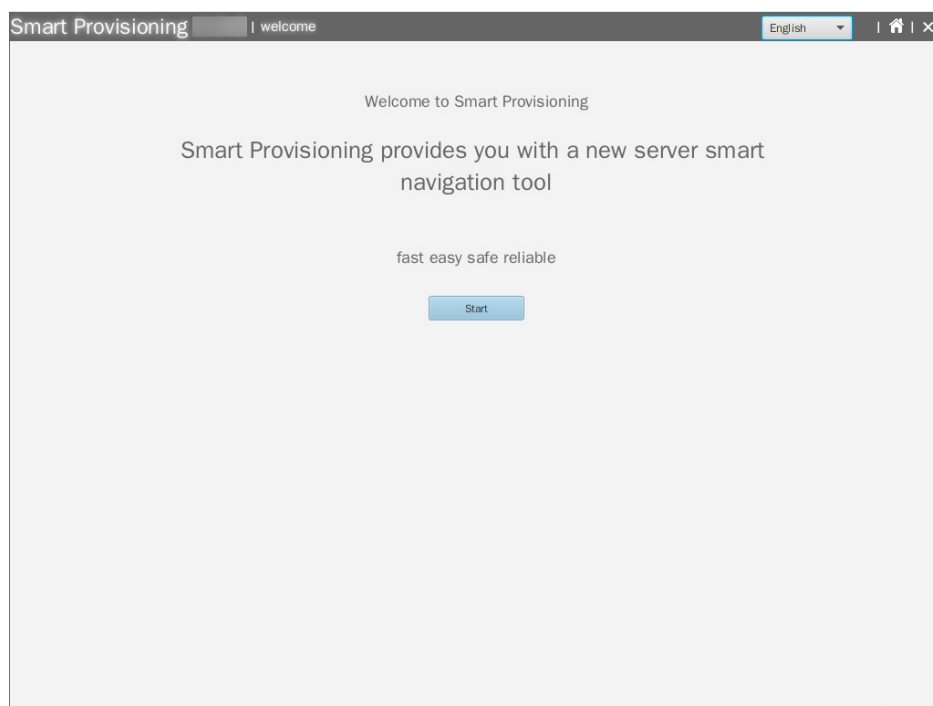 Smart Provisioning | welcome English | |
Welcome to Smart Provisioning
Smart Provisioning provides you with a new server smart
navigation tool
fast easy safe reliable
Start